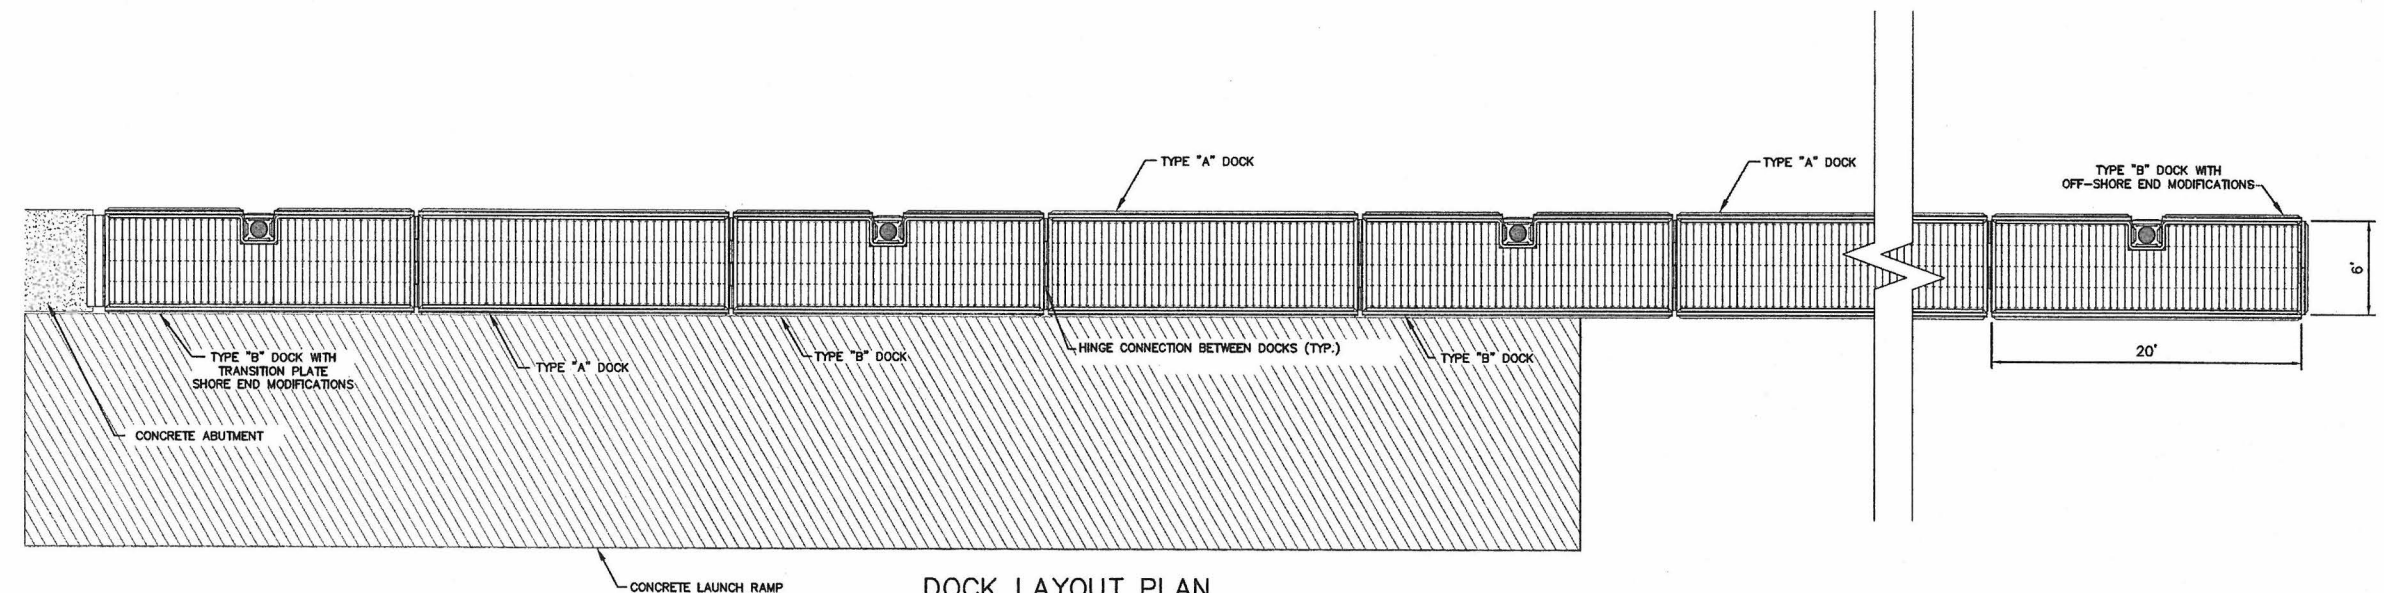 TYPE "A" DOCK
TYPE "A" DOCK
TYPE "B" DOCK WITH
OFF-SHORE END MODIFICATIONS
6'
20'
TYPE "B" DOCK WITH
TRANSITION PLATE
SHORE END MODIFICATIONS
TYPE "A" DOCK
TYPE "B" DOCK
HINGE CONNECTION BETWEEN DOCKS (TYP.)
TYPE "B" DOCK
CONCRETE ABUTMENT
CONCRETE LAUNCH RAMP
DOCK LAYOUT PLAN